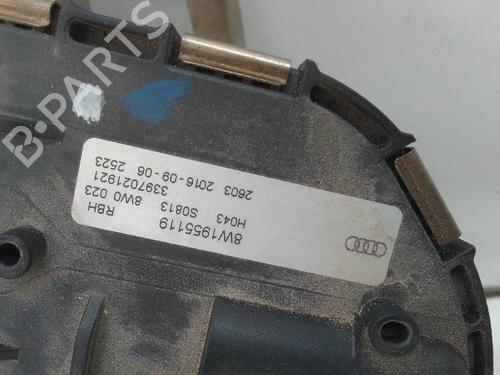 B-PARTS
8W1955119
H043 S0813 3397021921
2603 2016-09-06 2523
RBH 8W0 023